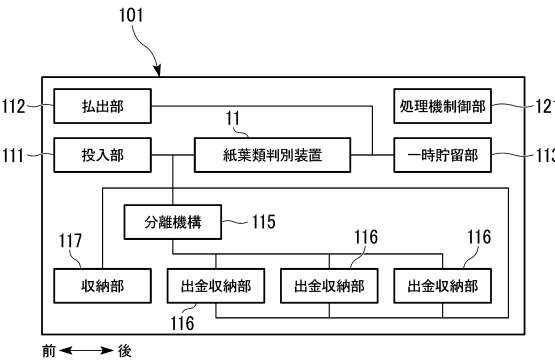 101
112
払出部
処理機制御部
121
111
投入部
11
紙葉類判別装置
一時貯留部
113
分離機構
115
117
収納部
116
116
出金収納部
出金収納部
出金収納部
116
前
後